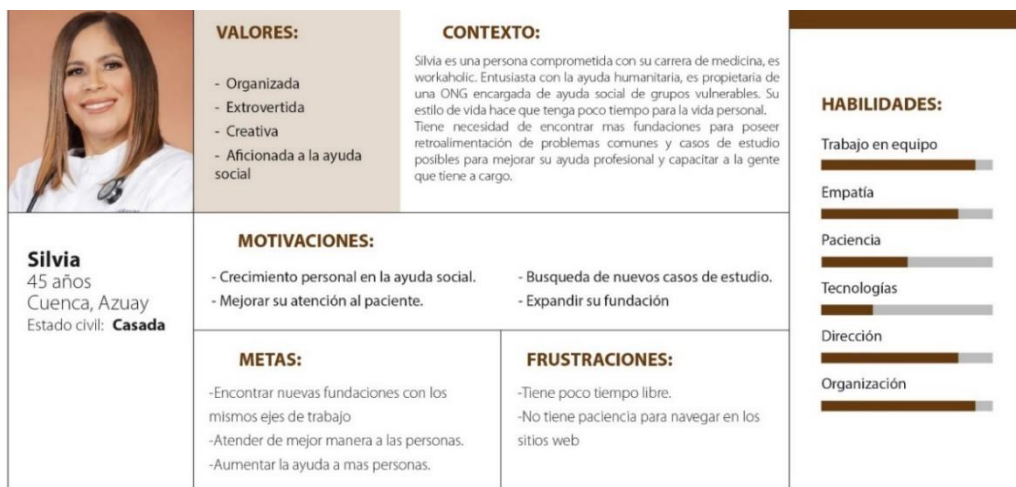 VALORES:
- Organizada
- Extrovertida
- Creativa
- Aficionada a la ayuda
social
CONTEXTO:
Silvia es una persona comprometida con su carrera de medicina, es
workaholic. Entusiasta con la ayuda humanitaria, es propietaria de
una ONG encargada de ayuda social de grupos vulnerables. Su
estilo de vida hace que tenga poco tiempo para la vida personal.
Tiene necesidad de encontrar mas fundaciones para poseer
retroalimentación de problemas comunes y casos de estudio
posibles para mejorar su ayuda profesional y capacitar a la gente
que tiene a cargo.
Silvia
45 años
Cuenca, Azuay
Estado civil: Casada
MOTIVACIONES:
- Crecimiento personal en la ayuda social.
- Mejorar su atención al paciente.
- Busqueda de nuevos casos de estudio.
- Expandir su fundación
METAS:
-Encontrar nuevas fundaciones con los
mismos ejes de trabajo
-Atender de mejor manera a las personas.
-Aumentar la ayuda a mas personas.
FRUSTRACIONES:
-Tiene poco tiempo libre.
-No tiene paciencia para navegar en los
sitios web
HABILIDADES:
Trabajo en equipo
Empatía
Paciencia
Tecnologías
Dirección
Organización